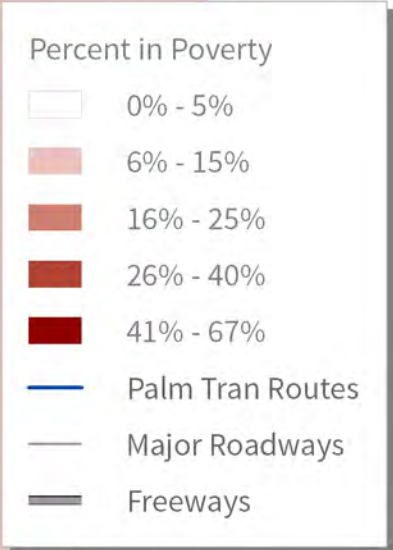 Percent in Poverty
0% - 5%
6% - 15%
16% - 25%
26% - 40%
41% - 67%
Palm Tran Routes
Major Roadways
Freeways